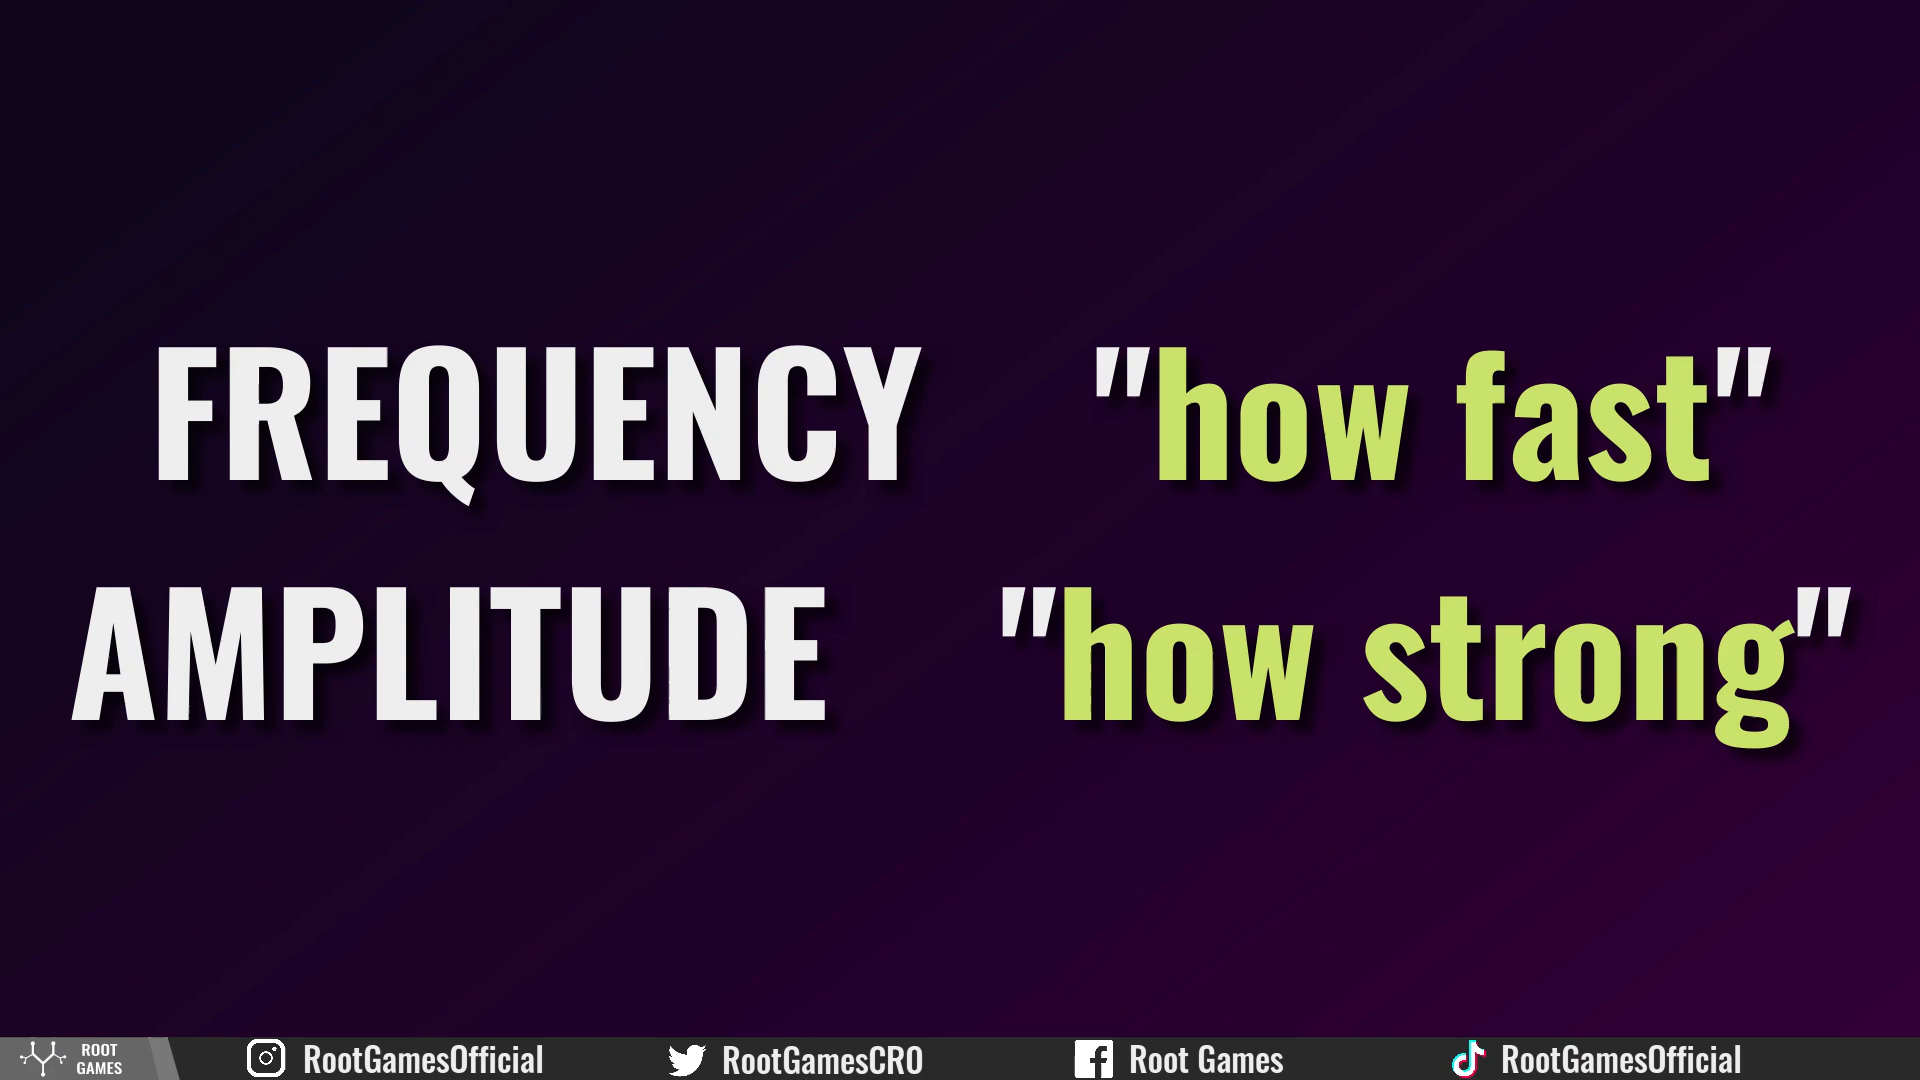 FREQUENCY "how fast"
AMPLITUDE "how strong"
ROOT
GAMES
RootGamesOfficial
RootGamesCRO
Root Games
RootGamesOfficial